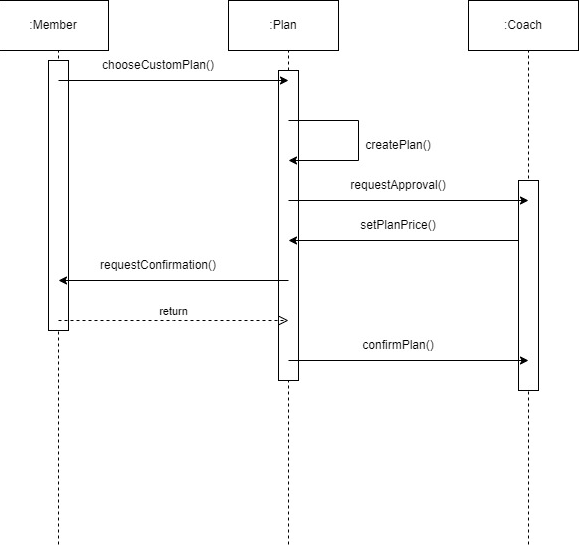 :Member
:Plan
:Coach
chooseCustomPlan()
createPlan()
requestApproval()
setPlanPrice()
requestConfirmation()
return
confirmPlan()